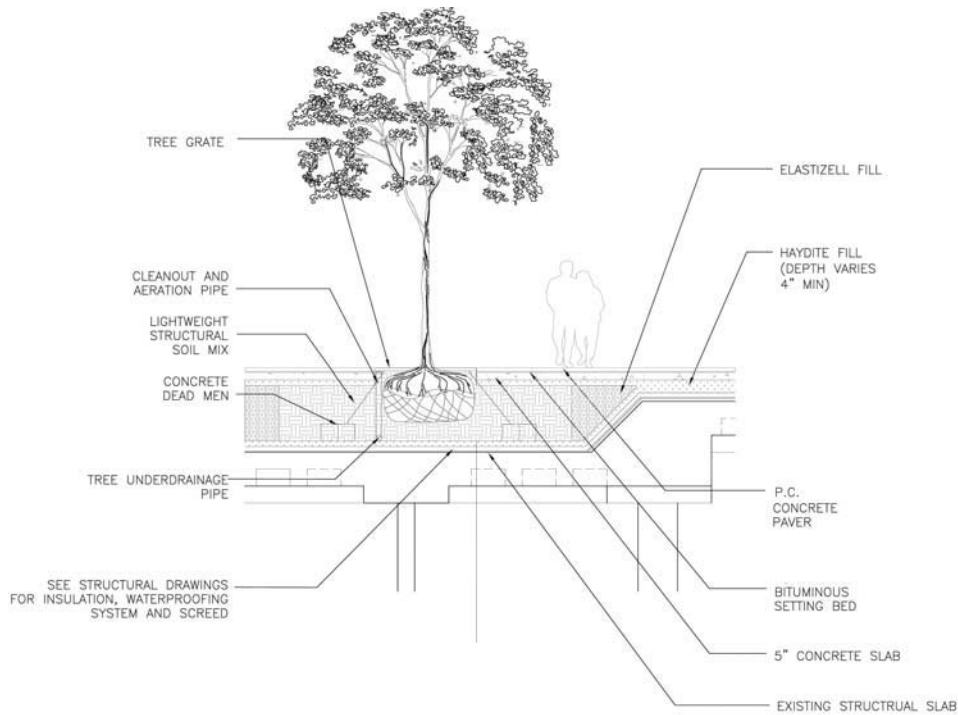 TREE GRATE
CLEANOUT AND
AERATION PIPE
LIGHTWEIGHT
STRUCTURAL
SOIL MIX
CONCRETE
DEAD MEN
TREE UNDERDRAINAGE
PIPE
SEE STRUCTURAL DRAWINGS
FOR INSULATION, WATERPROOFING
SYSTEM AND SCREED
ELASTIZELL FILL
HAYDITE FILL
(DEPTH VARIES
4" MIN)
P.C.
CONCRETE
PAVER
BITUMINOUS
SETTING BED
5" CONCRETE SLAB
EXISTING STRUCTRUAL SLAB